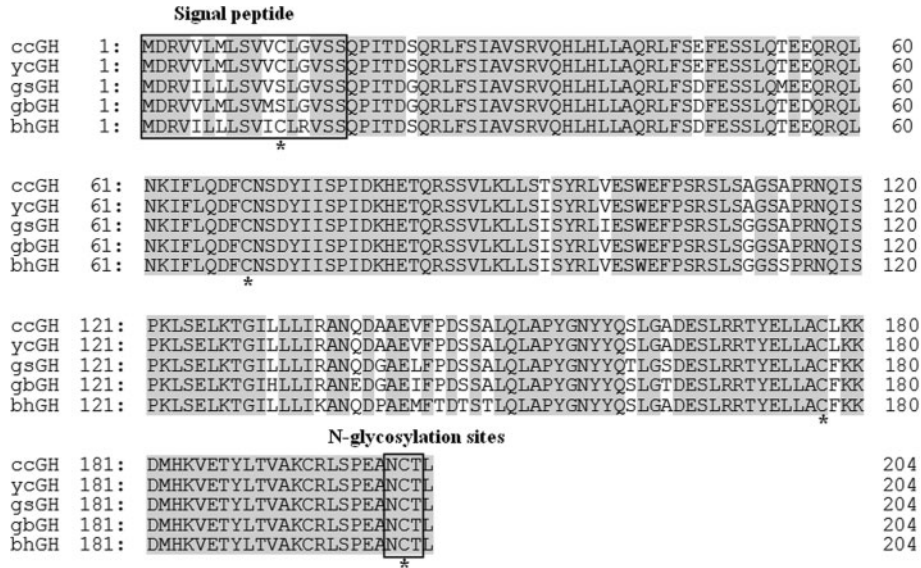 Signal peptide
ccGH 1: MDRVVLMLSVVCLGVSSQPITDSQRLFSIAVSRVQHLHLLAQRLFSEFESSLQTEEQRQL 60
ycGH 1: MDRVVLMLSVVCLGVSSQPITDSQRLFSIAVSRVQHLHLLAQRLFSEFESSLQTEEQRQL 60
gsGH 1: MDRVILLLSVISLGVSSQPITDGQRLFSIAVSRVQHLHLLAQRLFSDFESSLQMEEQRQL 60
gbGH 1: MDRVVLMLSVMSLGVSSQPITDGQRLFSIAVSRVQHLHLLAQRLFSDFESSLQTEDQRQL 60
bhGH 1: MDRVILLLSVICLRVSSQPITDSQRLFSIAVSRVQHLHLLAQRLFSDFESSLQTEEQRQL 60
*
ccGH 61: NKIFLQDFCNSDYIISPIDKHETQRSSVLKLLSTSYRLVESWEFPSRSLSAGSAPRNQIS 120
ycGH 61: NKIFLQDFCNSDYIISPIDKHETQRSSVLKLLSISYRLVESWEFPSRSLSAGSAPRNQIS 120
gsGH 61: NKIFLQDFCNSDYIISPIDKHETQRSSVLKLLSISYRLIESWEFPSRSLSGGSAPRNQIS 120
gbGH 61: NKIFLQDFCNSDYIISPIDKHETQRSSVLKLLSISYRLVESWEFPSRSLSGGSAPRNQIS 120
bhGH 61: NKIFLQDFCNSDYIISPIDKHETQRSSVLKLLSISYRLVESWEFPSRSLSGGSSPRNQIS 120
*
ccGH 121: PKLSELKTGILLLIRANQDAAEVFPDSSALQLAPYGNYYQSLGADESLRRTYELLACLKK 180
ycGH 121: PKLSELKTGILLLIRANQDAAEVFPDSSALQLAPYGNYYQSLGADESLRRTYELLACLKK 180
gsGH 121: PKLSELKTGILLLIRANQDGAELFPDSSALQLAPYGNYYQTLGSDESLRRTYELLACFKK 180
gbGH 121: PKLSELKTGIHLLIRANEDGAEIFPDSSALQLAPYGNYYQSLGTDESLRRTYELLACFKK 180
bhGH 121: PKLSELKTGILLLIKANQDPAEMFTDTSTLQLAPYGNYYQSLGADESLRRTYELLACFKK 180
*
N-glycosylation sites
ccGH 181: DMHKVETYLTVAKCRLSPEANCTL 204
ycGH 181: DMHKVETYLTVAKCRLSPEANCTL 204
gsGH 181: DMHKVETYLTVAKCRLSPEANCTL 204
gbGH 181: DMHKVETYLTVAKCRLSPEANCTL 204
bhGH 181: DMHKVETYLTVAKCRLSPEANCTL 204
*